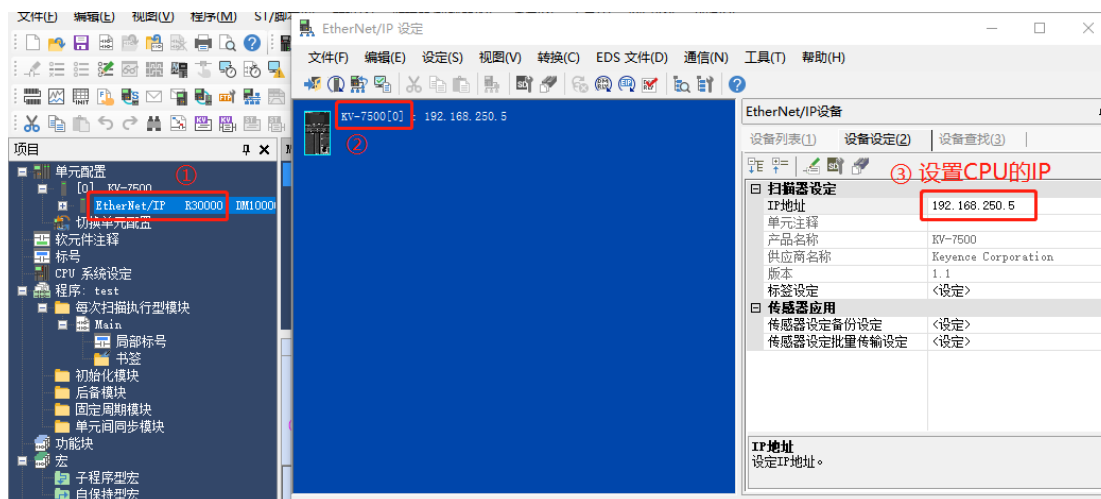 文件(F) 编辑(E) 视图(V) 程序(M) ST/脚
项目
单元配置
①
[0] KV-7500
EtherNet/IP R30000 DM1000
切换单元配置
软元件注释
标号
CPU 系统设定
程序: test
每次扫描执行型模块
Main
局部标号
书签
初始化模块
后备模块
固定周期模块
单元间同步模块
功能块
宏
子程序型宏
自保持型宏
EtherNet/IP 设定
文件(F) 编辑(E) 设定(S) 视图(V) 转换(C) EDS 文件(D) 通信(N) 工具(T) 帮助(H)
KV-7500[0] : 192.168.250.5
②
EtherNet/IP设备
设备列表(1) 设备设定(2) 设备查找(3)
③ 设置CPU的IP
扫描器设定
IP地址 192.168.250.5
单元注释
产品名称 KV-7500
供应商名称 Keyence Corporation
版本 1.1
标签设定 <设定>
传感器应用
传感器设定备份设定 <设定>
传感器设定批量传输设定 <设定>
IP地址
设定IP地址。